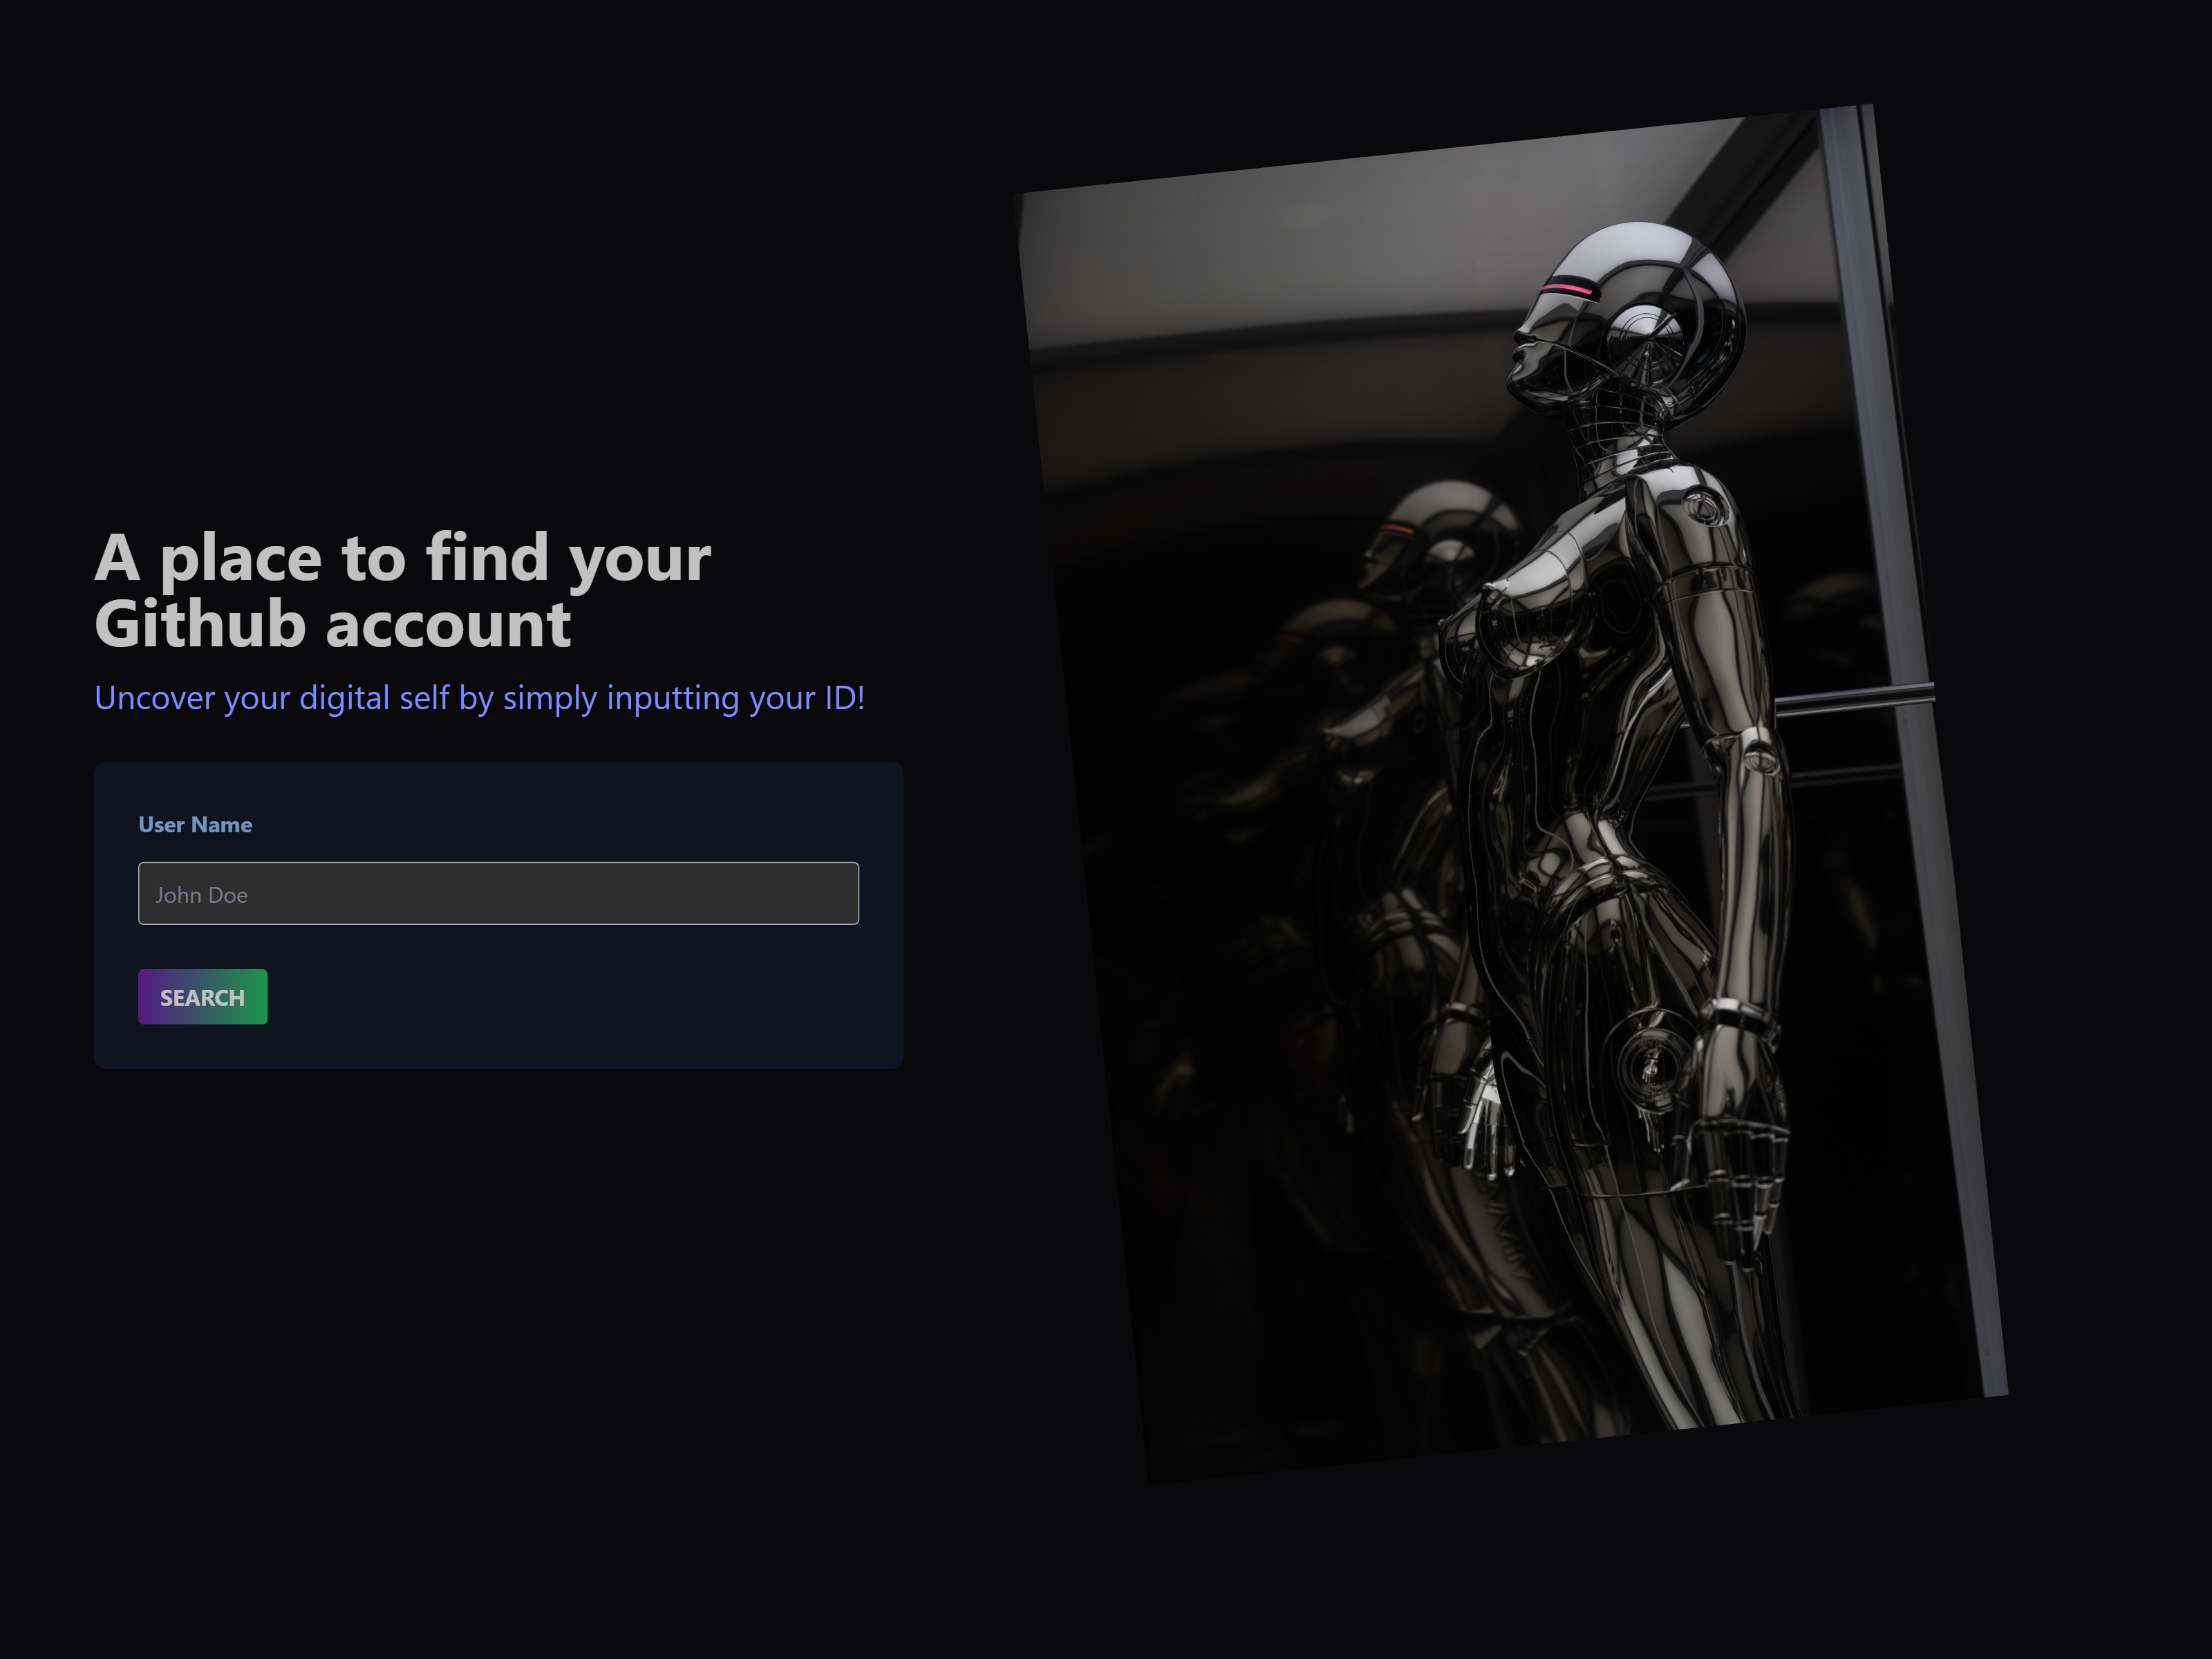 A place to find your
Github account
Uncover your digital self by simply inputting your ID!
User Name
John Doe
SEARCH